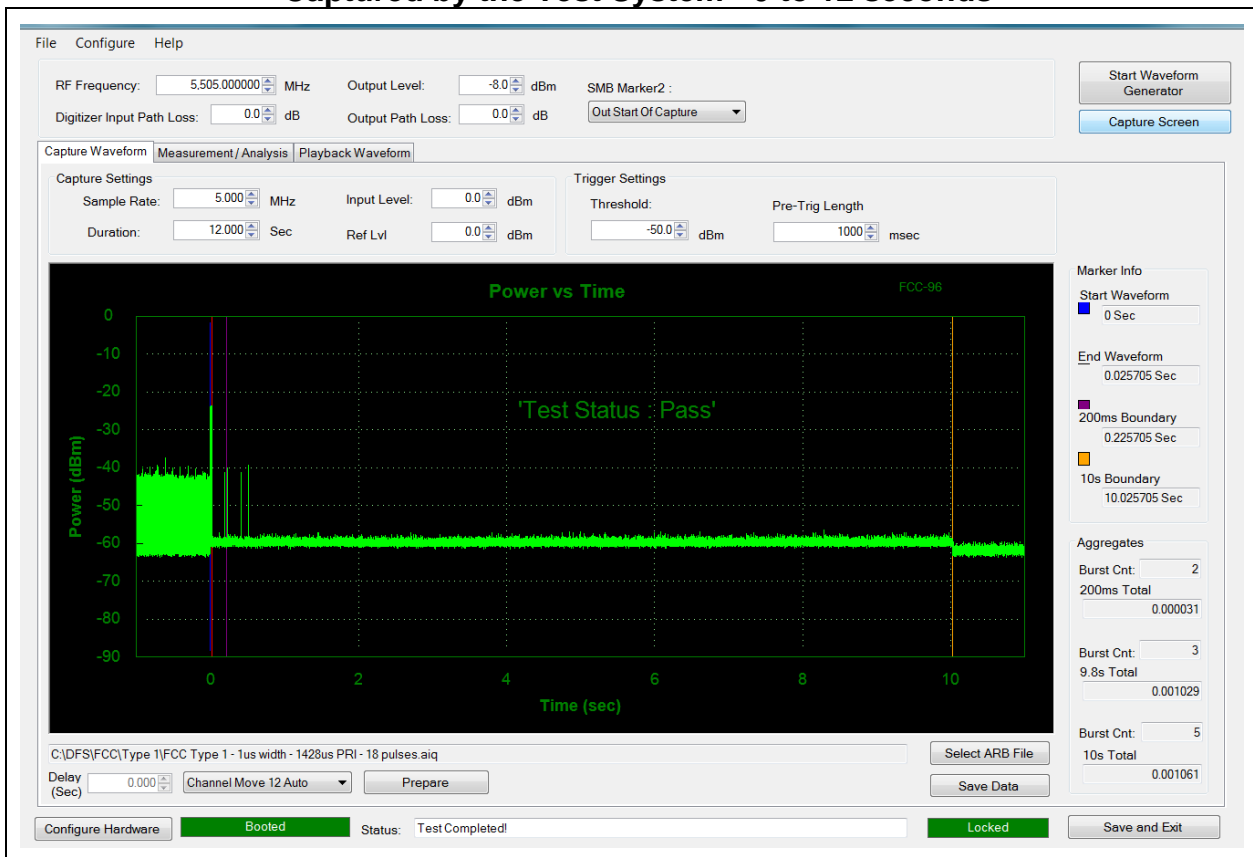 File Configure Help
RF Frequency: 5,505.000000 MHz Output Level: -8.0 dBm SMB Marker2 :
Digitizer Input Path Loss: 0.0 dB Output Path Loss: 0.0 dB Out Start Of Capture
Start Waveform Generator
Capture Screen
Capture Waveform Measurement / Analysis Playback Waveform
Capture Settings
Sample Rate: 5.000 MHz Input Level: 0.0 dBm
Duration: 12.000 Sec Ref Lvl 0.0 dBm
Trigger Settings
Threshold: Pre-Trig Length
-50.0 dBm 1000 msec
Power vs Time
FCC-96
'Test Status : Pass'
Power (dBm)
0
-10
-20
-30
-40
-50
-60
-70
-80
-90
0 2 4 6 8 10
Time (sec)
Marker Info
Start Waveform
0 Sec
End Waveform
0.025705 Sec
200ms Boundary
0.225705 Sec
10s Boundary
10.025705 Sec
Aggregates
Burst Cnt: 2
200ms Total
0.000031
Burst Cnt: 3
9.8s Total
0.001029
Burst Cnt: 5
10s Total
0.001061
C:\DFS\FCC\Type 1\FCC Type 1 - 1us width - 1428us PRI - 18 pulses.aiq
Select ARB File
Delay (Sec) 0.000 Channel Move 12 Auto Prepare
Save Data
Configure Hardware Booted Status: Test Completed! Locked Save and Exit